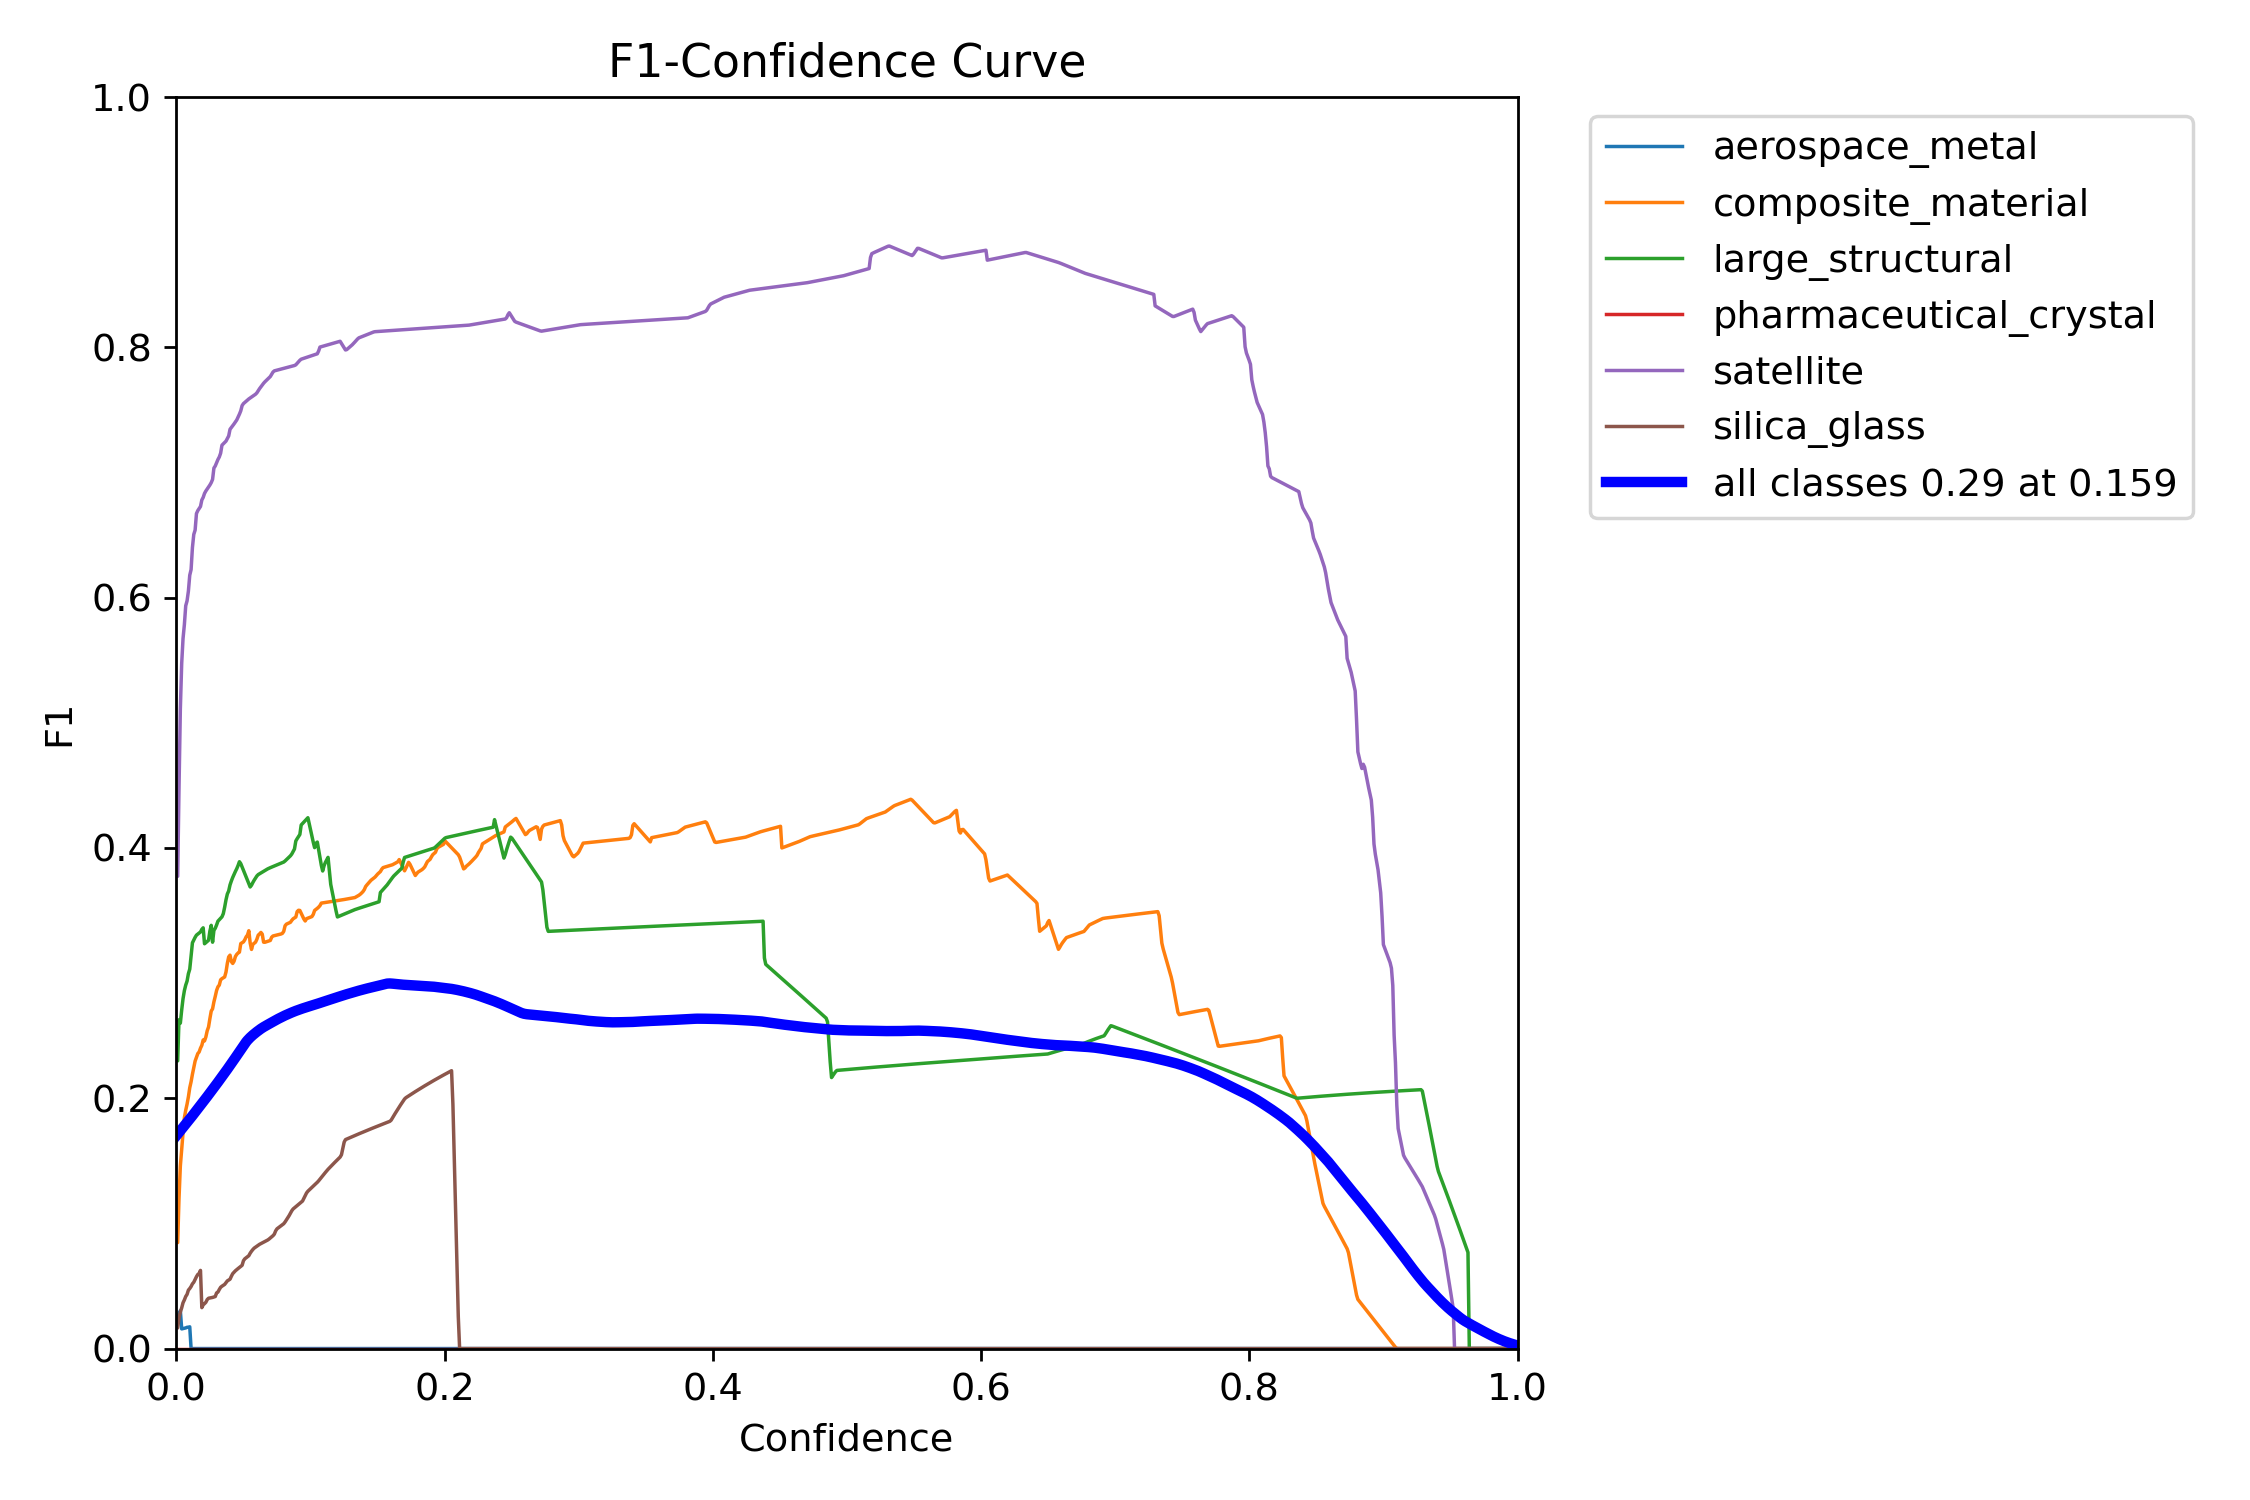 F1-Confidence Curve
1.0
0.8
0.6
0.4
0.2
0.0
F1
0.0 0.2 0.4 0.6 0.8 1.0
Confidence
aerospace_metal
composite_material
large_structural
pharmaceutical_crystal
satellite
silica_glass
all classes 0.29 at 0.159